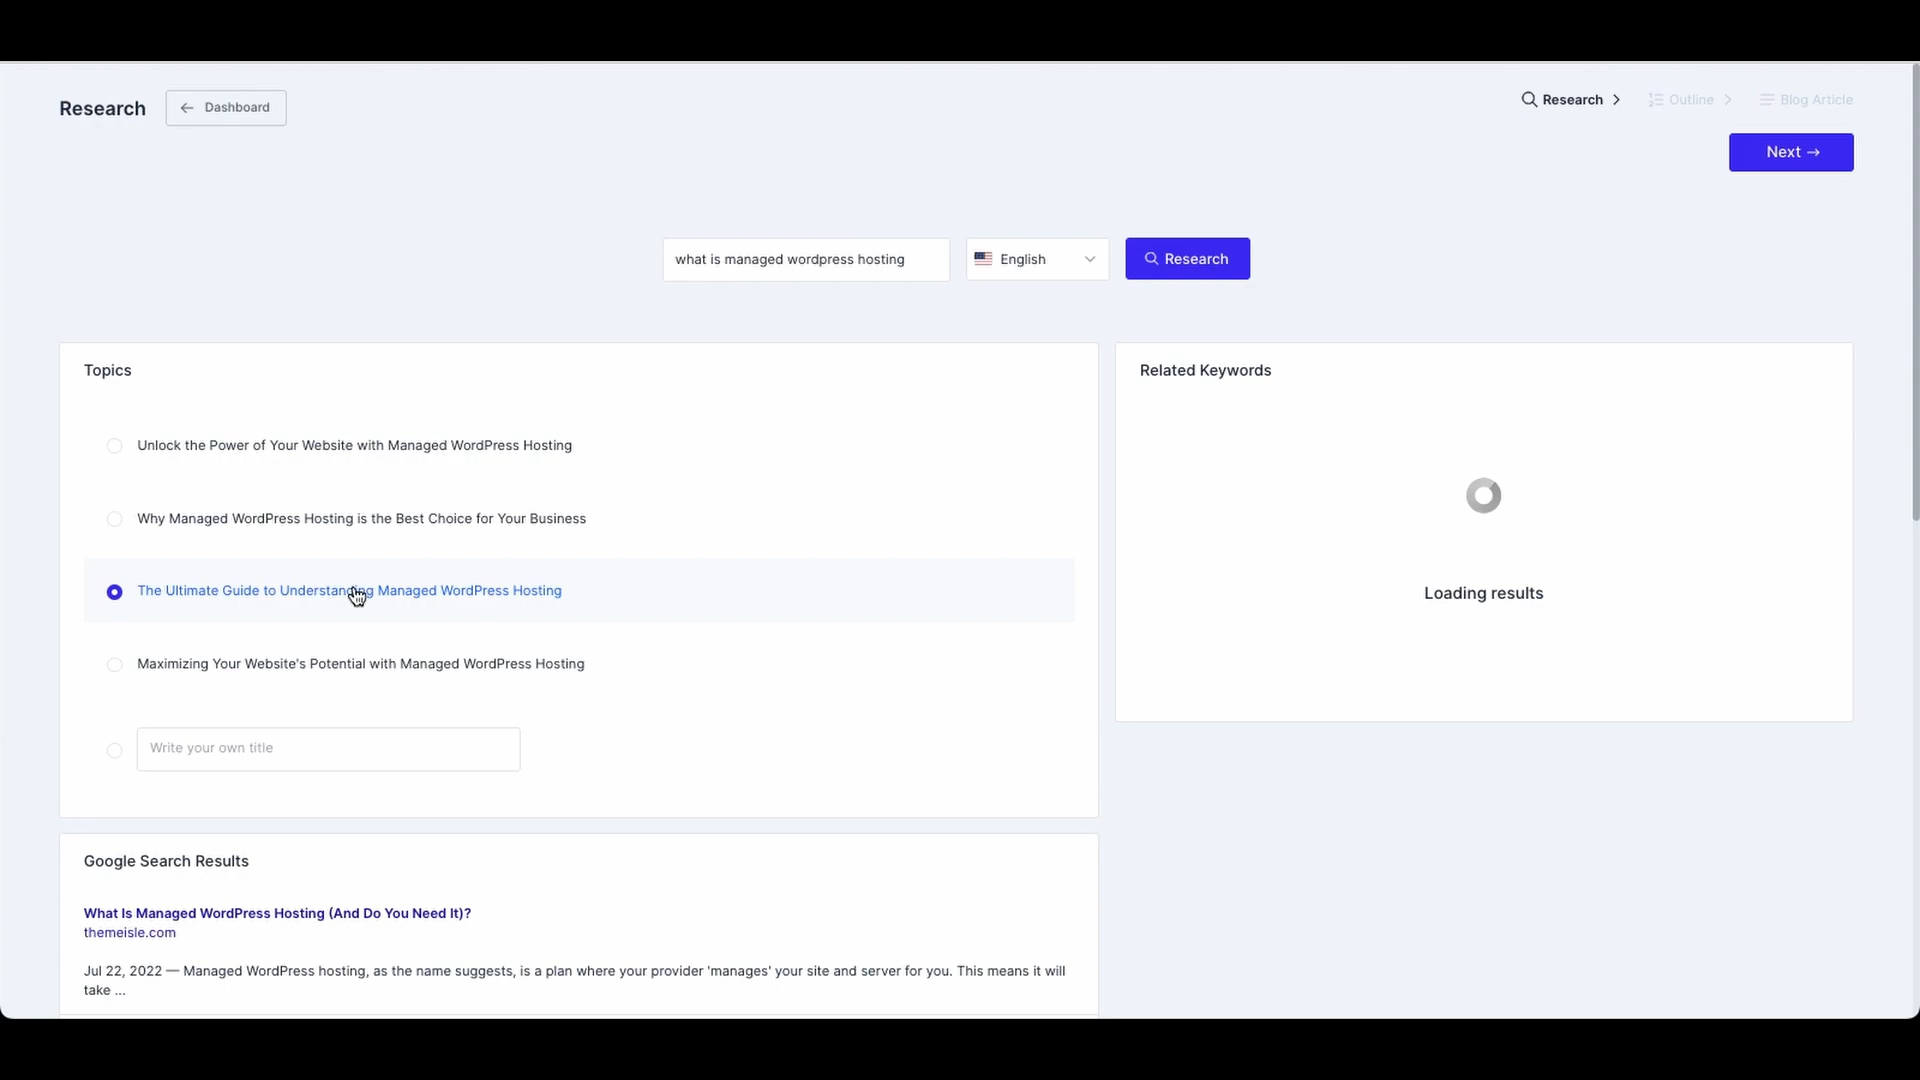 Research
← Dashboard
Research
Outline
Blog Article
Next →
what is managed wordpress hosting
English
Research
Topics
Unlock the Power of Your Website with Managed WordPress Hosting
Why Managed WordPress Hosting is the Best Choice for Your Business
The Ultimate Guide to Understanding Managed WordPress Hosting
Maximizing Your Website's Potential with Managed WordPress Hosting
Write your own title
Related Keywords
Loading results
Google Search Results
What Is Managed WordPress Hosting (And Do You Need It)?
themeisle.com
Jul 22, 2022 — Managed WordPress hosting, as the name suggests, is a plan where your provider 'manages' your site and server for you. This means it will
take ...